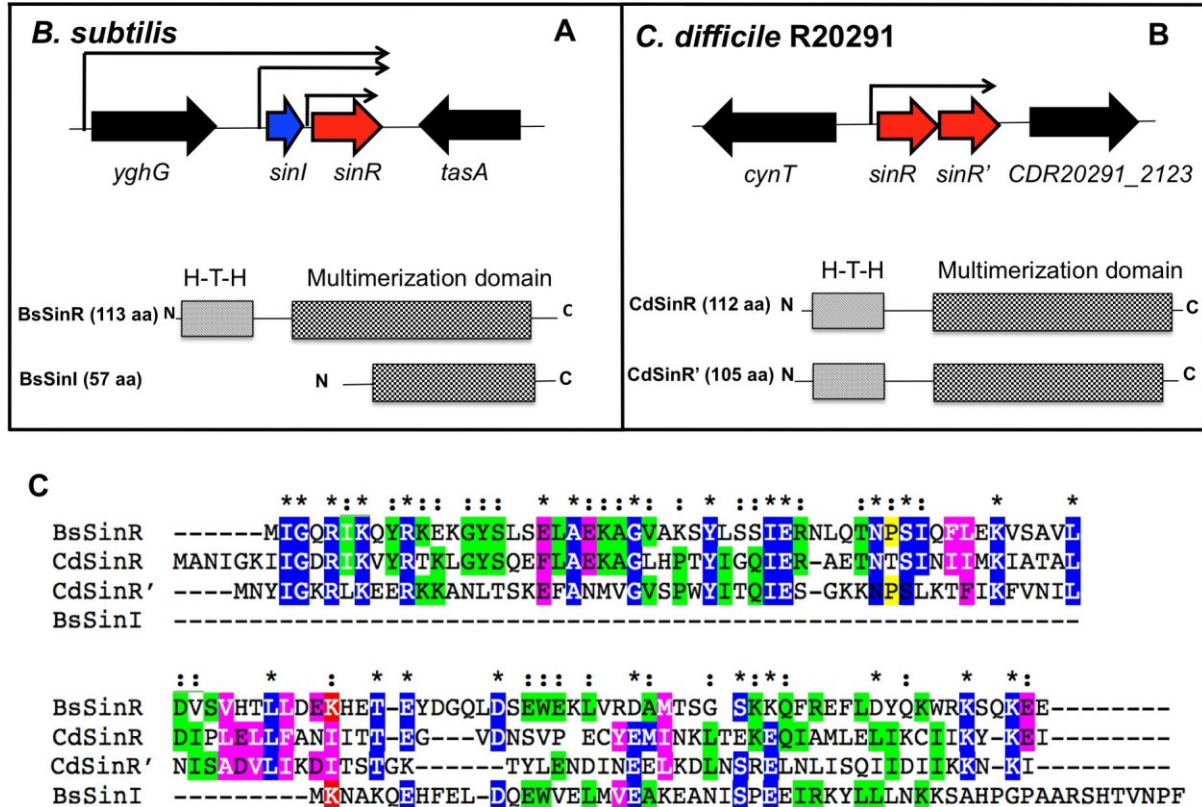 B. subtilis
A
yghG
sinI
sinR
tasA
H-T-H
Multimerization domain
BsSinR (113 aa)
N
C
BsSinI (57 aa)
N
C
C. difficile R20291
B
cynT
sinR
sinR’
CDR20291_2123
H-T-H
Multimerization domain
CdSinR (112 aa)
N
C
CdSinR’ (105 aa)
N
C
C
** *:* :*:: ::: * *:::*: : * ::**: :**:* * *
BsSinR -------MIGQRIKQYRKEKGYSLSELAEKAGVAKSYLSSIERNLQTNPSIQFLEKVSAVL
CdSinR MANIGKIIGDRIKVYRTKLGYSQEFLAEKAGLHPTYIGQIER-AETNTSINIIMKIATAL
CdSinR’ ----MNYIGKRLKEERKKANLTSKEFANMVGVSPWYITQIES-GKKNPSLKTFIKFVNIL
BsSinI ------------------------------------------------------------
:: * : * * * ::: : *: : ** * : * *
BsSinR DVSVHTLLDEKHET-EYDGQLDSEWEKLVRDAMTSG SKKQFREFLDYQKWRKSQKEE--------
CdSinR DIPLELLFANIITT-EG---VDNSVP ECYEMINKLTEKEQIAMLELIKCIIKY-KEI--------
CdSinR’ NISADVLIKDITSTGK-----TYLENDINEELKDLNSRELNLISQIIDIIKKN-KI---------
BsSinI ---------MKNAKQEHFEL-DQEWVELMVEAKEANISPEEIRKYLLLNKKSAHPGPAARSHTVNPF